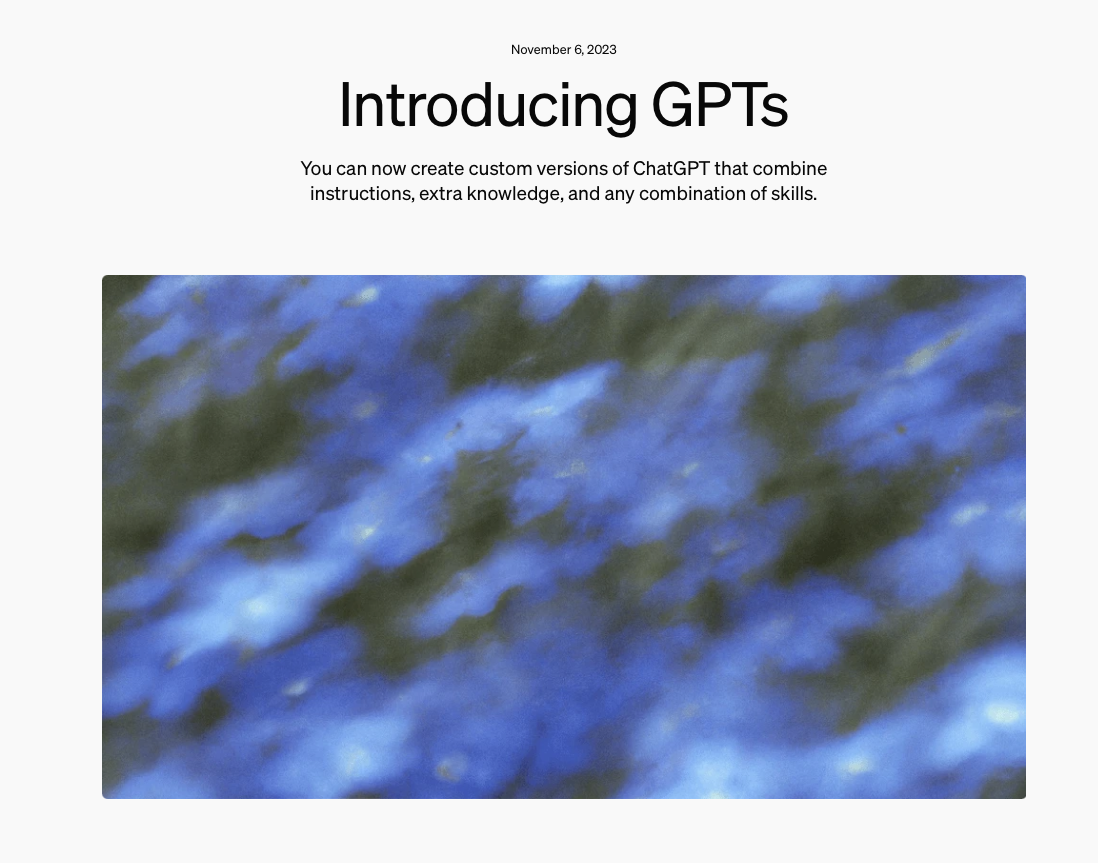 November 6, 2023
Introducing GPTs
You can now create custom versions of ChatGPT that combine
instructions, extra knowledge, and any combination of skills.